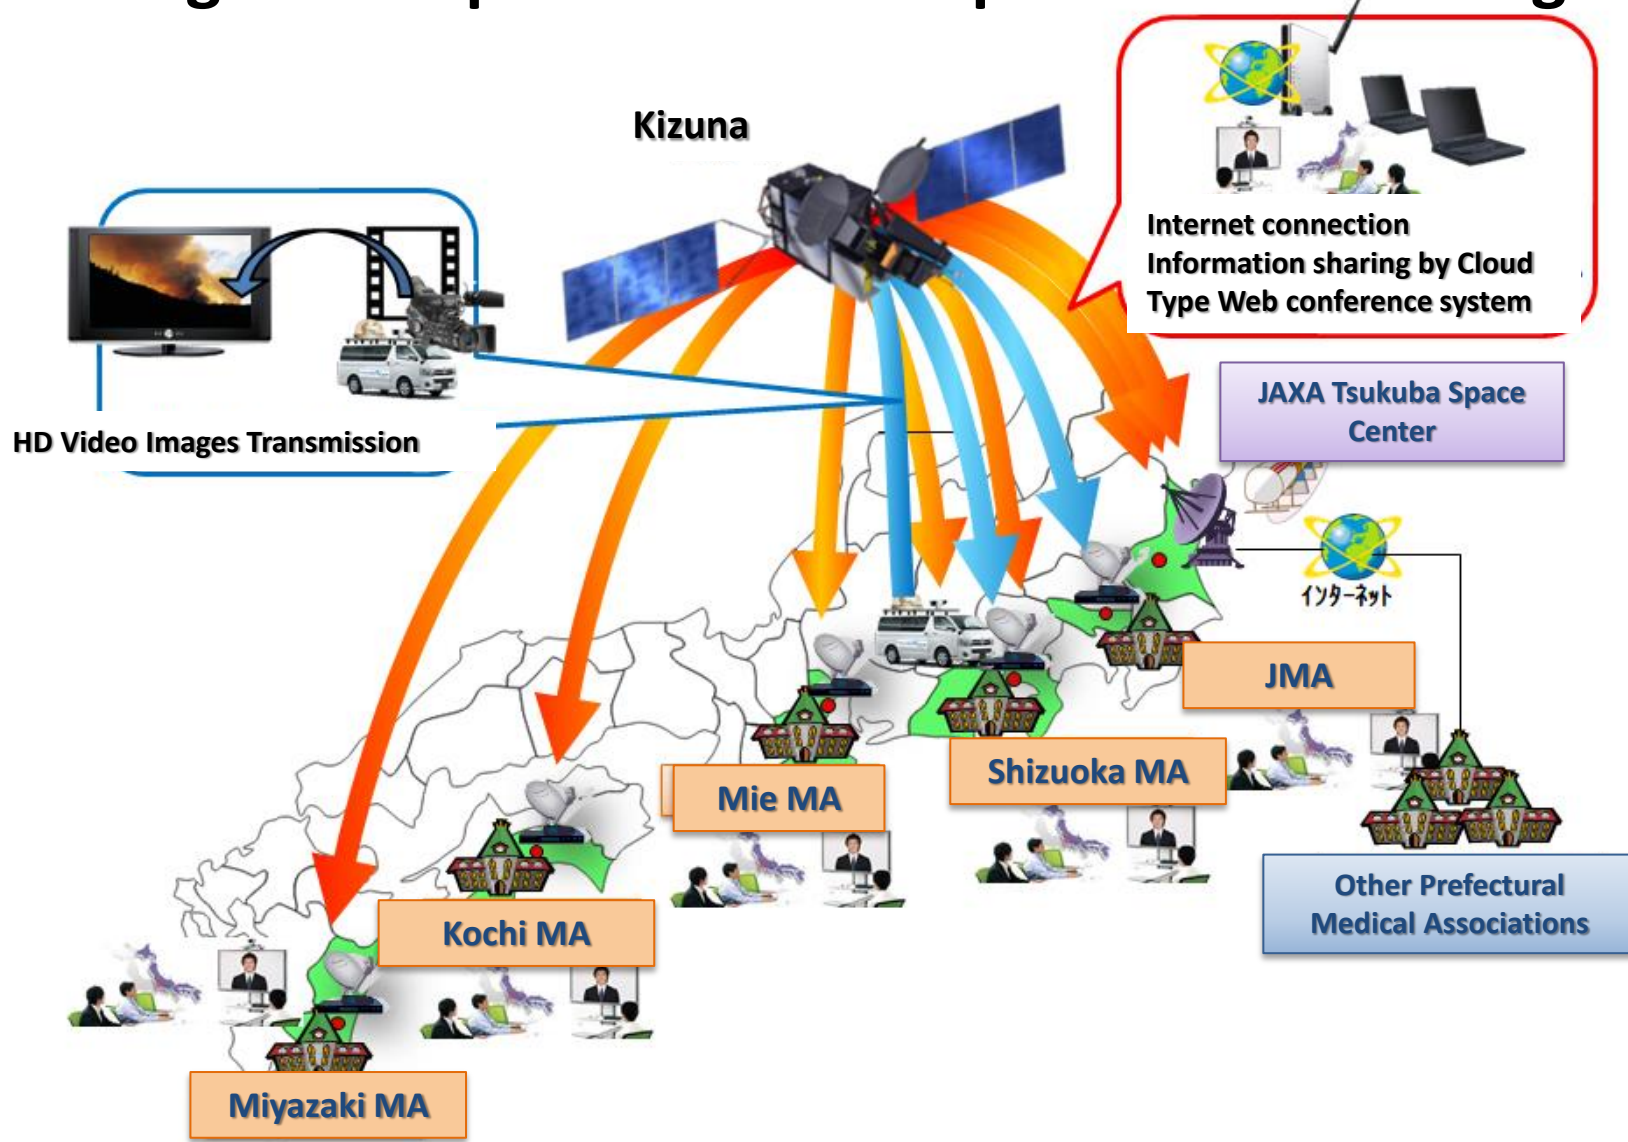 Kizuna
Internet connection
Information sharing by Cloud
Type Web conference system
HD Video Images Transmission
JAXA Tsukuba Space
Center
インターネット
JMA
Shizuoka MA
Mie MA
Other Prefectural
Medical Associations
Kochi MA
Miyazaki MA